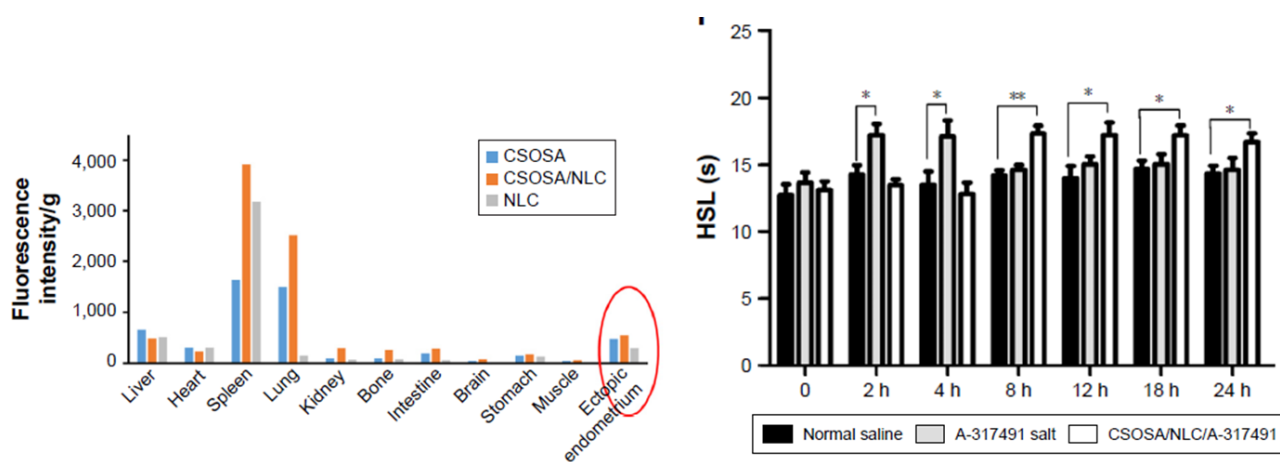 Fluorescence
intensity/g
4,000
3,000
2,000
1,000
0
CSOSA
CSOSA/NLC
NLC
Liver
Heart
Spleen
Lung
Kidney
Bone
Intestine
Brain
Stomach
Muscle
Ectopic
endometrium
HSL (s)
25
20
15
10
5
0
*
*
**
*
*
*
0
2 h
4 h
8 h
12 h
18 h
24 h
Normal saline
A-317491 salt
CSOSA/NLC/A-317491